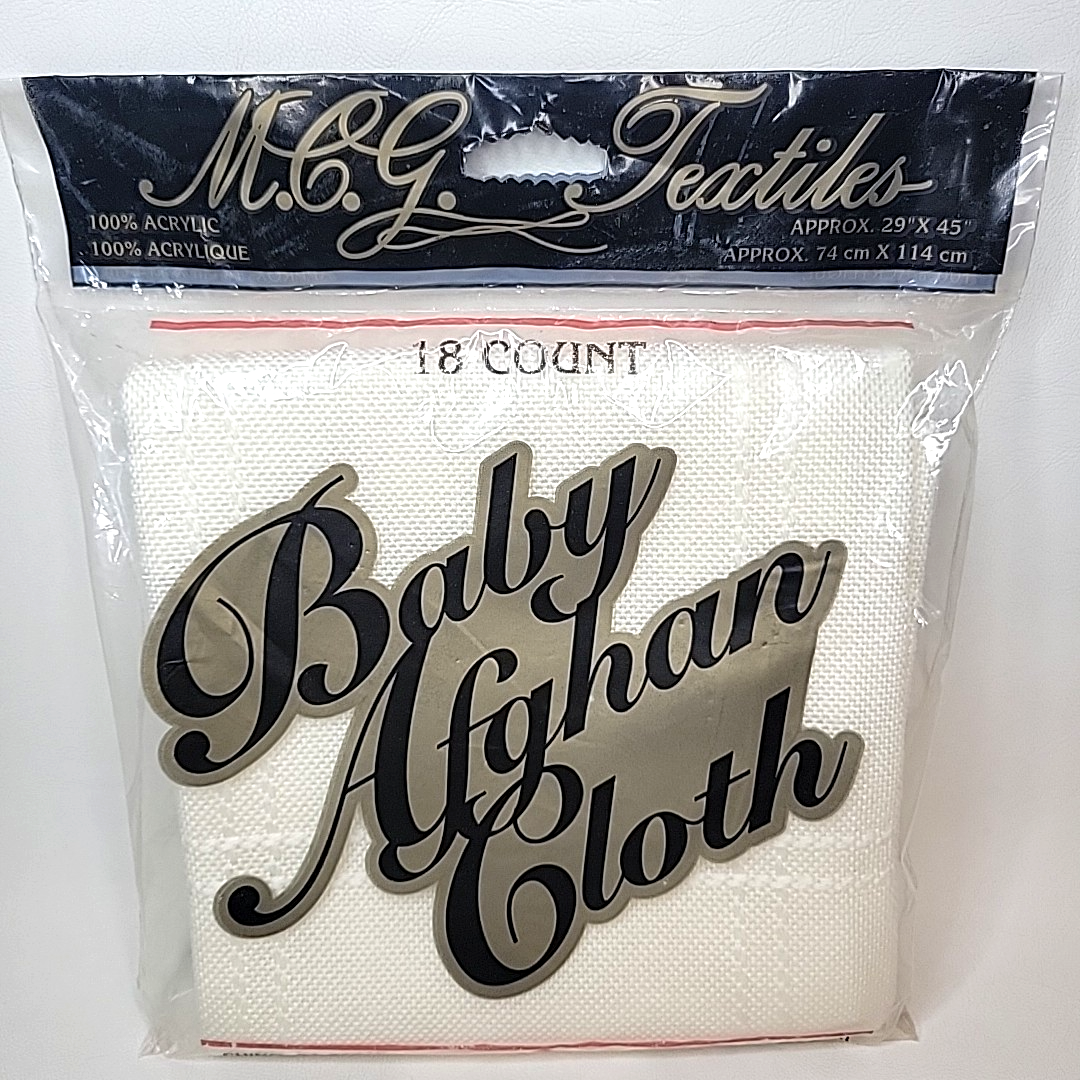 M.C.G. Textiles
100% ACRYLIC
100% ACRYLIQUE
APPROX. 29" X 45"
APPROX. 74 cm X 114 cm
18 COUNT
Baby
Afghan
Cloth